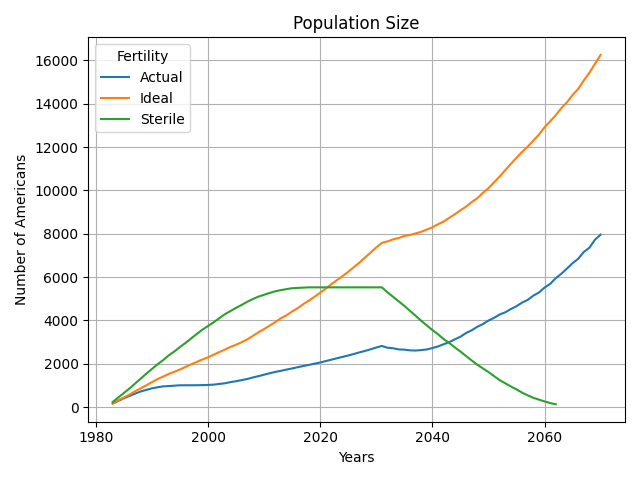 Population Size
Fertility
Actual
Ideal
Sterile
Number of Americans
16000
14000
12000
10000
8000
6000
4000
2000
0
1980
2000
2020
2040
2060
Years